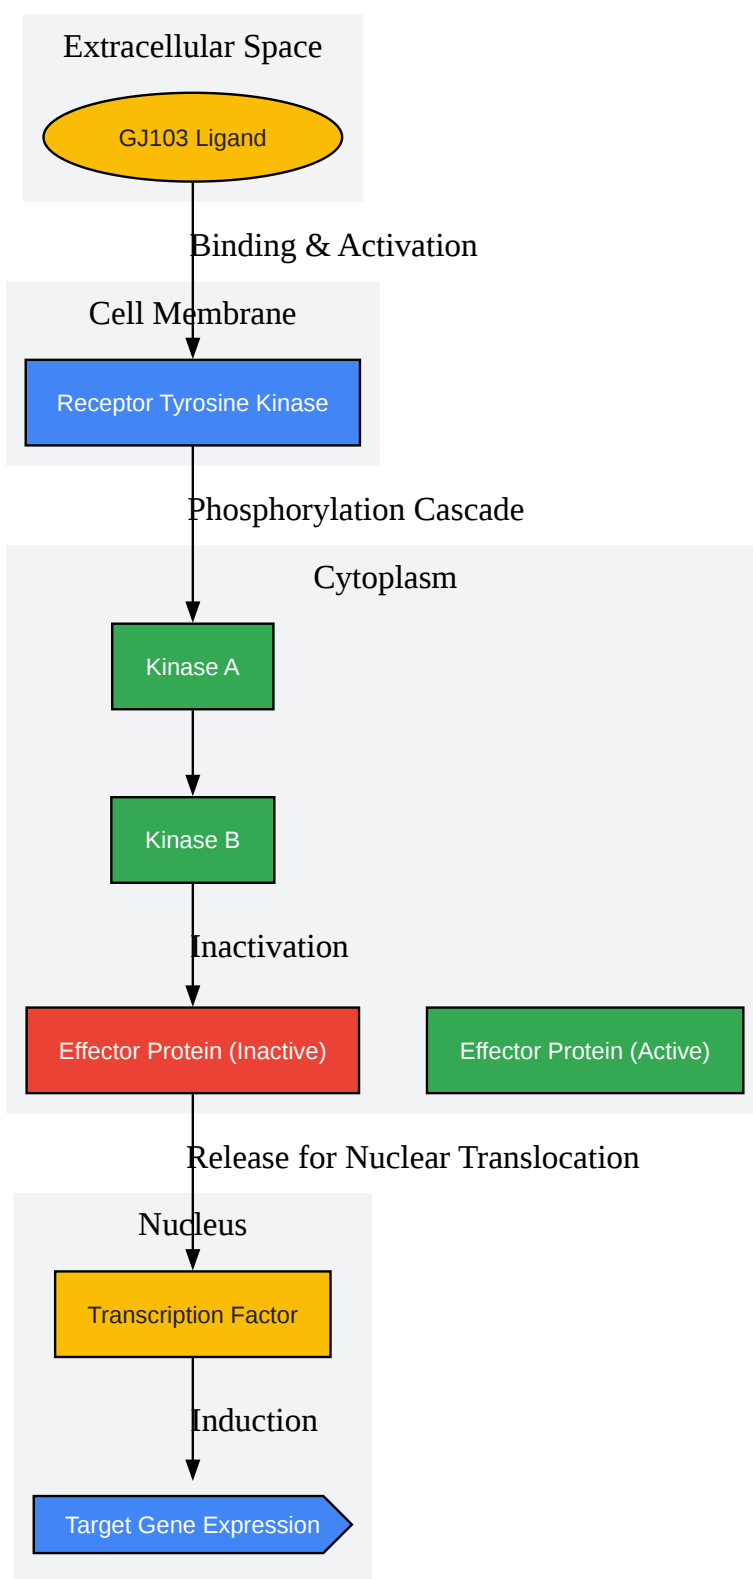 Extracellular Space
GJ103 Ligand
Binding & Activation
Cell Membrane
Receptor Tyrosine Kinase
Phosphorylation Cascade
Cytoplasm
Kinase A
Kinase B
Inactivation
Effector Protein (Inactive)
Effector Protein (Active)
Release for Nuclear Translocation
Nucleus
Transcription Factor
Induction
Target Gene Expression